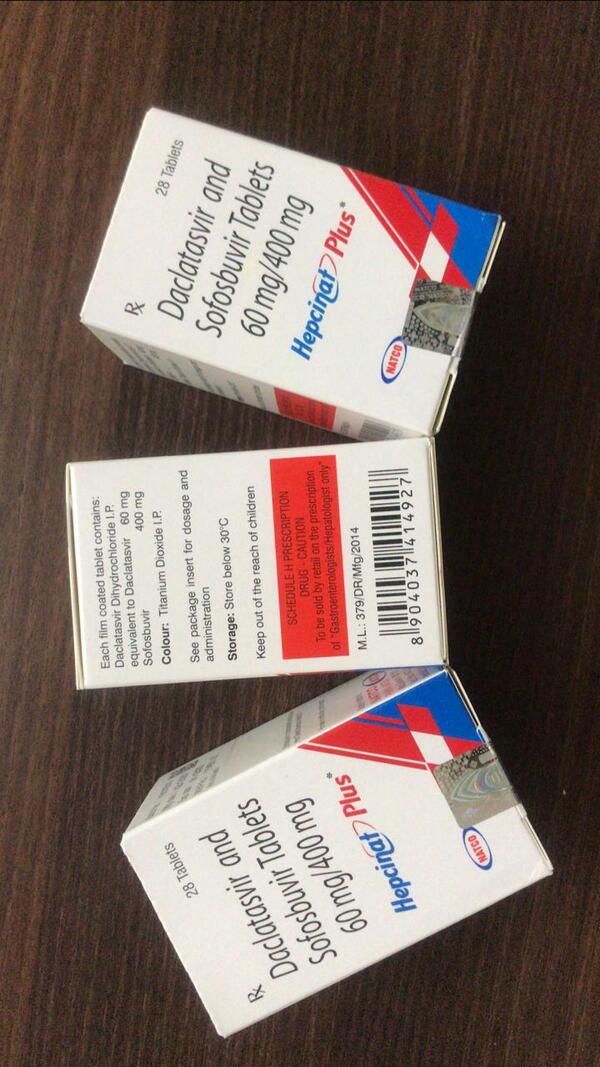 28 Tablets
Rx
Daclatasvir and
Sofosbuvir Tablets
60 mg/400 mg
Hepcinat Plus*
NATCO
Each film coated tablet contains:
Daclatasvir Dihydrochloride I.P.
equivalent to Daclatasvir 60 mg
Sofosbuvir 400 mg
Colour: Titanium Dioxide I.P.
See package insert for dosage and
administration
Storage: Store below 30°C
Keep out of the reach of children
SCHEDULE H PRESCRIPTION
DRUG - CAUTION
To be sold by retail on the prescription
of "Gastroenterologists/Hepatologist only"
M.L.: 379/DR/Mfg/2014
8 904037 414927
28 Tablets
Rx
Daclatasvir and
Sofosbuvir Tablets
60 mg/400 mg
Hepcinat Plus*
NATCO